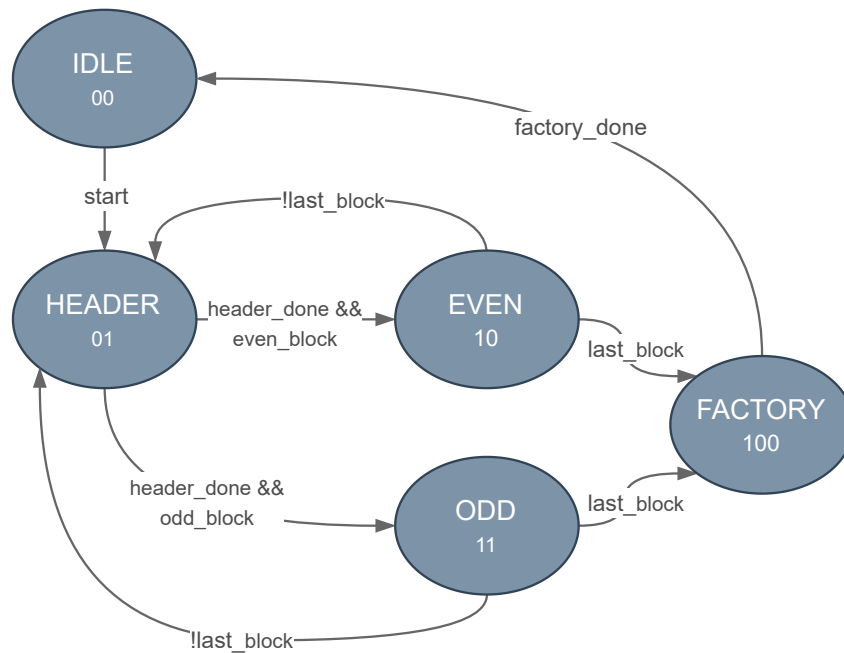 IDLE
00
factory_done
start
!last_block
HEADER
01
header_done &&
even_block
EVEN
10
last_block
FACTORY
100
header_done &&
odd_block
ODD
11
last_block
!last_block